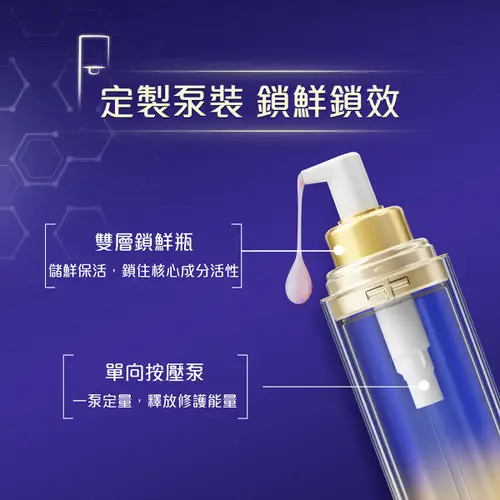 定製泵裝 鎖鮮鎖效
雙層鎖鮮瓶
儲鮮保活，鎖住核心成分活性
單向按壓泵
一泵定量，釋放修護能量